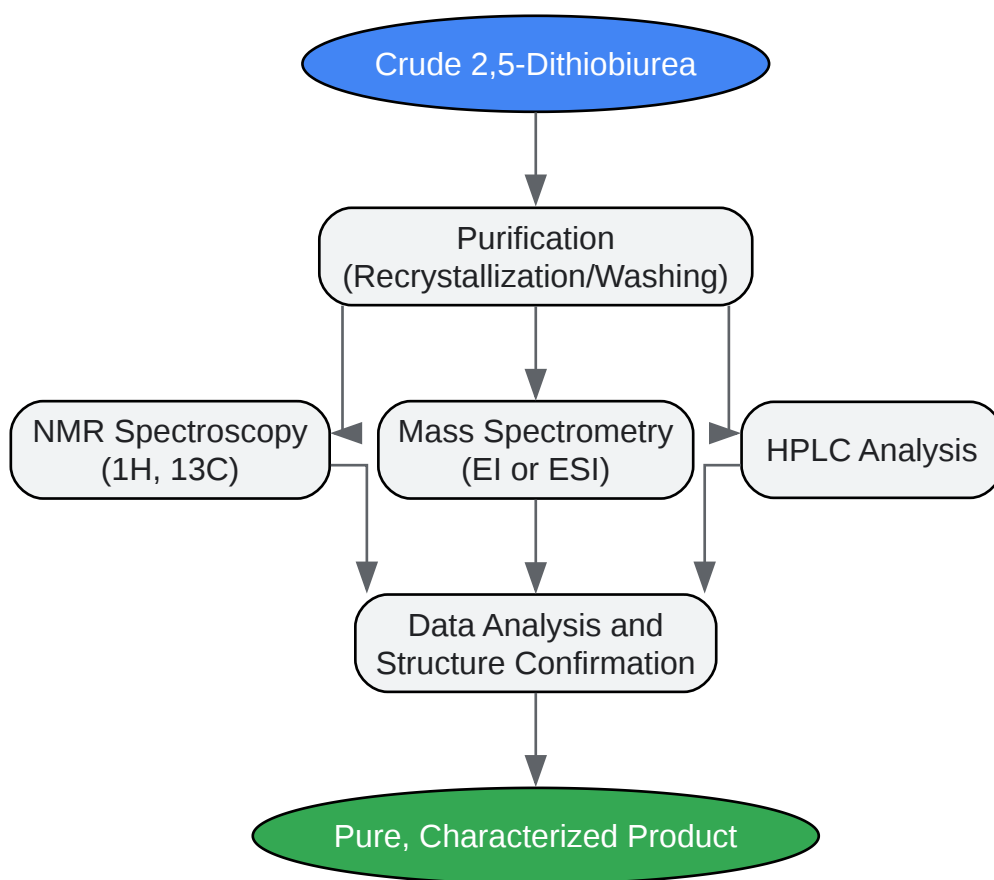 Crude 2,5-Dithiobiurea
Purification
(Recrystallization/Washing)
NMR Spectroscopy
(1H, 13C)
Mass Spectrometry
(EI or ESI)
HPLC Analysis
Data Analysis and
Structure Confirmation
Pure, Characterized Product